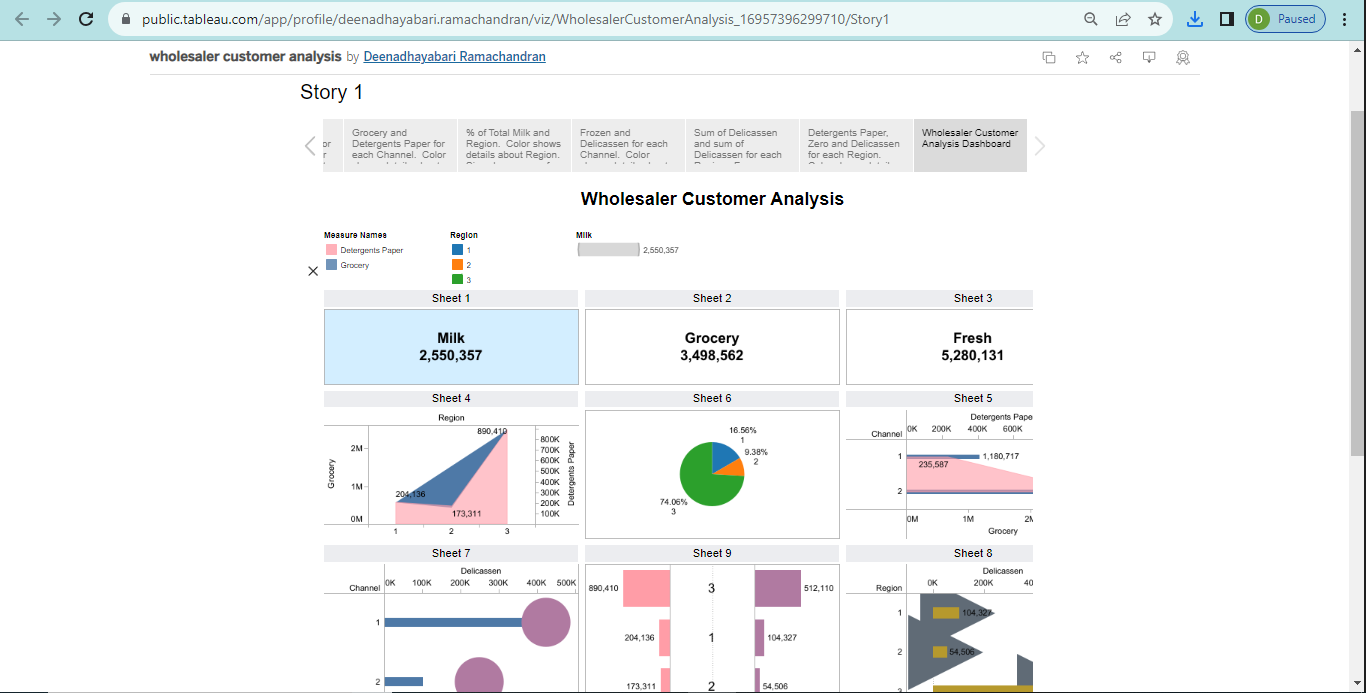 public.tableau.com/app/profile/deenadhayabari.ramachandran/viz/WholesalerCustomerAnalysis_16957396299710/Story1
D Paused
wholesaler customer analysis by Deenadhayabari Ramachandran
Story 1
Grocery and
Detergents Paper for
each Channel. Color
% of Total Milk and
Region. Color shows
details about Region.
Frozen and
Delicassen for each
Channel. Color
Sum of Delicassen
and sum of
Delicassen for each
Detergents Paper,
Zero and Delicassen
for each Region.
Wholesaler Customer
Analysis Dashboard
Wholesaler Customer Analysis
Measure Names
Detergents Paper
Grocery
Region
1
2
3
Milk
2,550,357
Sheet 1
Milk
2,550,357
Sheet 2
Grocery
3,498,562
Sheet 3
Fresh
5,280,131
Sheet 4
Region
890,410
204,136
173,311
2M
1M
0M
Grocery
800K
700K
600K
500K
400K
300K
200K
100K
Detergents Paper
1 2 3
Sheet 6
16.56%
1
9.38%
2
74.06%
3
Sheet 5
Detergents Pape
Channel 0K 200K 400K 600K
1 1,180,717
235,587
2
0M 1M 2M
Grocery
Sheet 7
Delicassen
Channel 0K 100K 200K 300K 400K 500K
1
2
Sheet 9
890,410 3 512,110
204,136 1 104,327
173,311 2 54,506
Sheet 8
Delicassen
Region 0K 200K 40
1 104,327
2 54,506